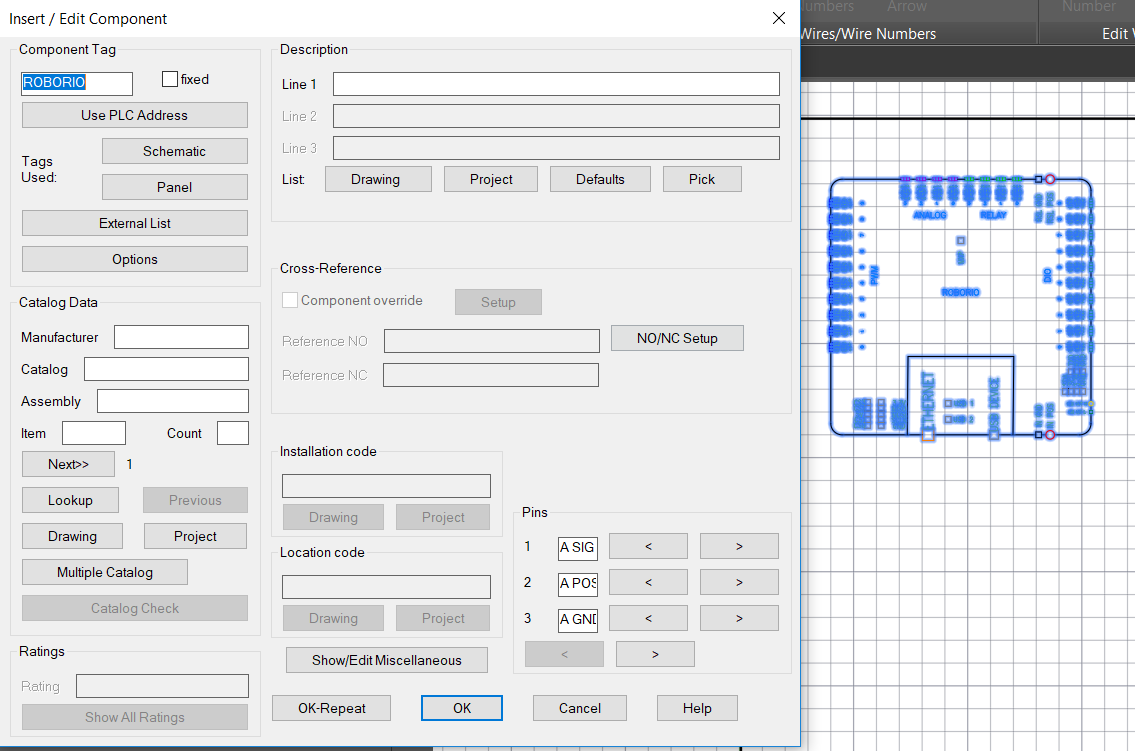 Insert / Edit Component
Component Tag
ROBORIO
fixed
Use PLC Address
Tags Used:
Schematic
Panel
External List
Options
Catalog Data
Manufacturer
Catalog
Assembly
Item
Count
Next>>
1
Lookup
Previous
Drawing
Project
Multiple Catalog
Catalog Check
Ratings
Rating
Show All Ratings
Description
Line 1
Line 2
Line 3
List:
Drawing
Project
Defaults
Pick
Cross-Reference
Component override
Setup
Reference NO
NO/NC Setup
Reference NC
Installation code
Drawing
Project
Location code
Drawing
Project
Show/Edit Miscellaneous
Pins
1
A SIG
<
>
2
A POS
<
>
3
A GND
<
>
<
>
OK-Repeat
OK
Cancel
Help
Numbers
Arrow
Number
Wires/Wire Numbers
Edit
ANALOG
RELAY
PWM
DIO
ROBORIO
ETHERNET
USB 1
USB 2
USB DEVICE